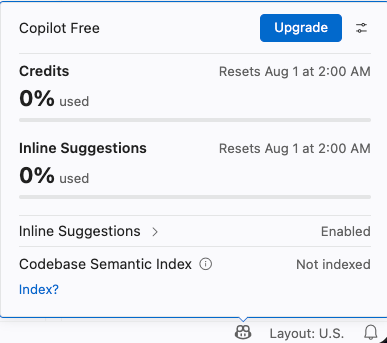 Copilot Free Upgrade
Credits Resets Aug 1 at 2:00 AM
0% used
Inline Suggestions Resets Aug 1 at 2:00 AM
0% used
Inline Suggestions Enabled
Codebase Semantic Index Not indexed
Index?
Layout: U.S.